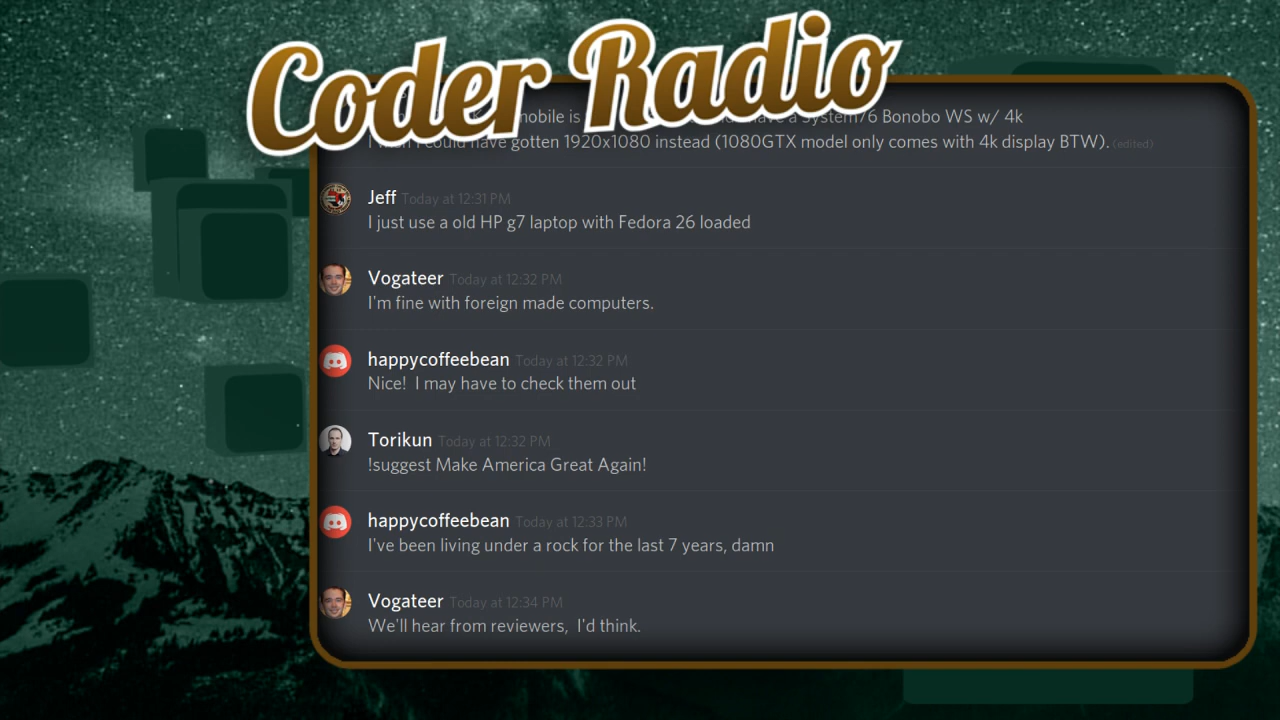 Coder Radio
mobile is have a System76 Bonobo WS w/ 4k
I wish I could have gotten 1920x1080 instead (1080GTX model only comes with 4k display BTW). (edited)
Jeff Today at 12:31 PM
I just use a old HP g7 laptop with Fedora 26 loaded
Vogateer Today at 12:32 PM
I'm fine with foreign made computers.
happycoffeebean Today at 12:32 PM
Nice! I may have to check them out
Torikun Today at 12:32 PM
!suggest Make America Great Again!
happycoffeebean Today at 12:33 PM
I've been living under a rock for the last 7 years, damn
Vogateer Today at 12:34 PM
We'll hear from reviewers, I'd think.